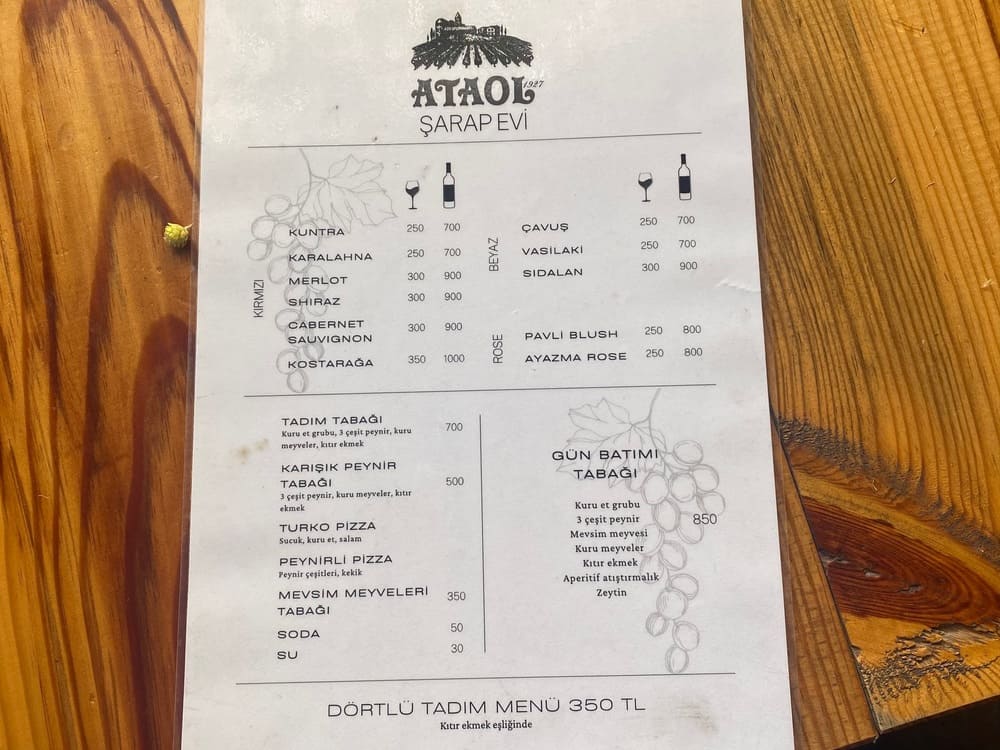 ATAOL 1927
ŞARAP EVİ
KIRMIZI
KUNTRA 250 700
KARALAHNA 250 700
MERLOT 300 900
SHIRAZ 300 900
CABERNET
SAUVIGNON 300 900
KOSTARAĞA 350 1000
BEYAZ
ÇAVUŞ 250 700
VASILAKI 250 700
SIDALAN 300 900
ROSE
PAVLİ BLUSH 250 800
AYAZMA ROSE 250 800
TADIM TABAĞI 700
Kuru et grubu, 3 çeşit peynir, kuru
meyveler, kıtır ekmek
KARIŞIK PEYNİR
TABAĞI 500
3 çeşit peynir, kuru meyveler, kıtır
ekmek
TURKO PİZZA
Sucuk, kuru et, salam
PEYNİRLİ PİZZA
Peynir çeşitleri, kekik
MEVSİM MEYVELERİ 350
TABAĞI
SODA 50
SU 30
GÜN BATIMI
TABAĞI
Kuru et grubu
3 çeşit peynir 850
Mevsim meyvesi
Kuru meyveler
Kıtır ekmek
Aperitif atıştırmalık
Zeytin
DÖRTLÜ TADIM MENÜ 350 TL
Kıtır ekmek eşliğinde